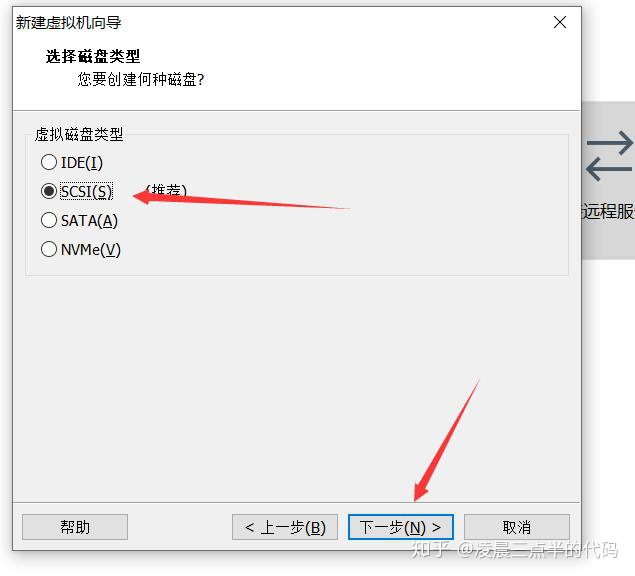 新建虚拟机向导
选择磁盘类型
您要创建何种磁盘?
虚拟磁盘类型
IDE(I)
SCSI(S) (推荐)
SATA(A)
NVMe(V)
远程服
帮助
< 上一步(B)
下一步(N) >
取消
知乎 @凌晨三点半的代码